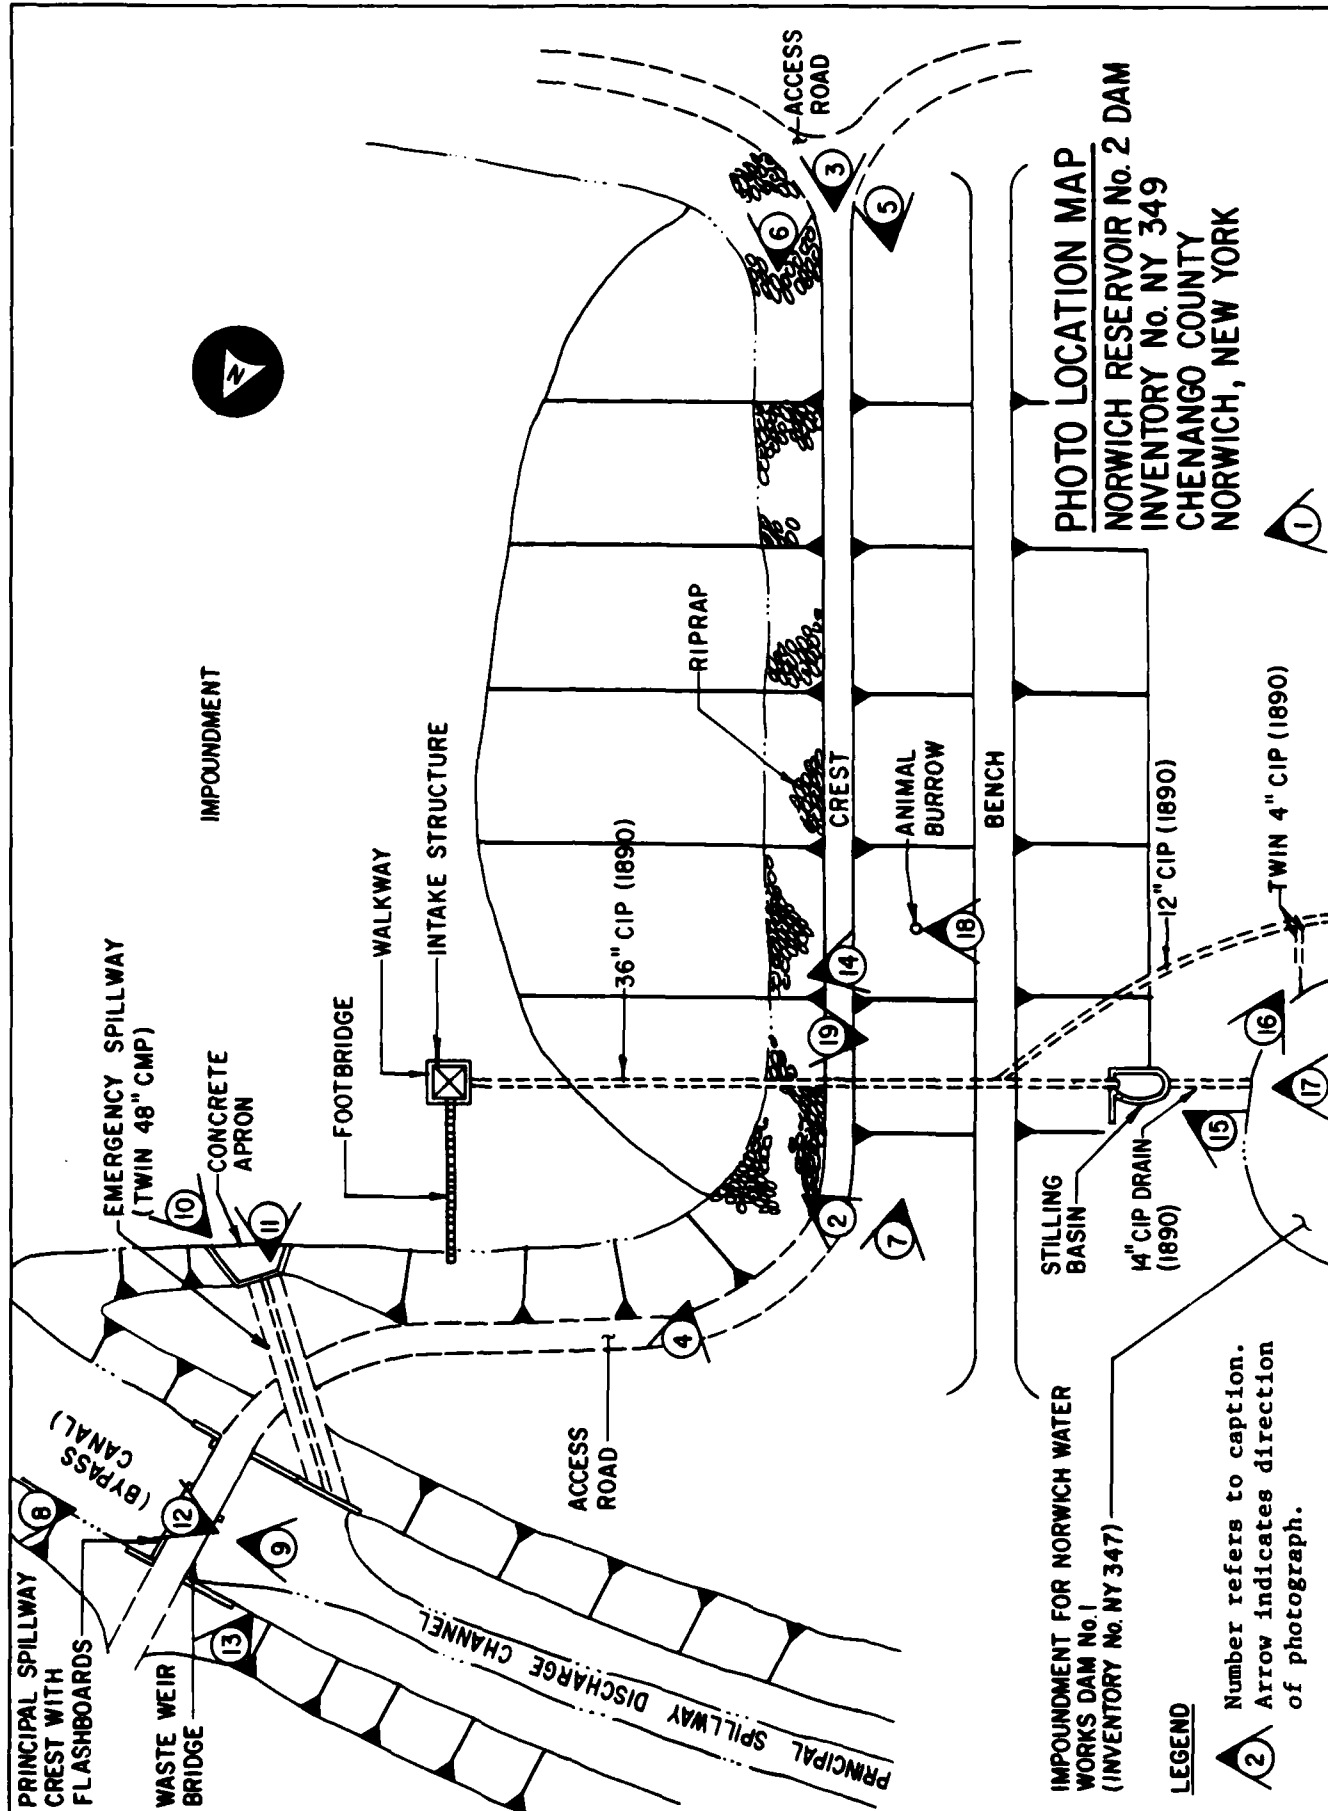 PRINCIPAL SPILLWAY
CREST WITH
FLASHBOARDS
WASTE WEIR
BRIDGE
(BYPASS
CANAL)
EMERGENCY SPILLWAY
(TWIN 48" CMP)
CONCRETE
APRON
FOOTBRIDGE
WALKWAY
INTAKE STRUCTURE
IMPOUNDMENT
N
36" CIP (1890)
RIPRAP
ACCESS
ROAD
ACCESS
ROAD
CREST
ANIMAL
BURROW
BENCH
PRINCIPAL SPILLWAY DISCHARGE CHANNEL
STILLING
BASIN
14" CIP DRAIN
(1890)
12" CIP (1890)
TWIN 4" CIP (1890)
IMPOUNDMENT FOR NORWICH WATER
WORKS DAM No. 1
(INVENTORY No. NY 347)
8
12
9
13
10
11
4
2
7
14
19
18
15
16
17
6
3
5
1
PHOTO LOCATION MAP
NORWICH RESERVOIR No. 2 DAM
INVENTORY No. NY 349
CHENANGO COUNTY
NORWICH, NEW YORK
LEGEND
2
Number refers to caption.
Arrow indicates direction
of photograph.